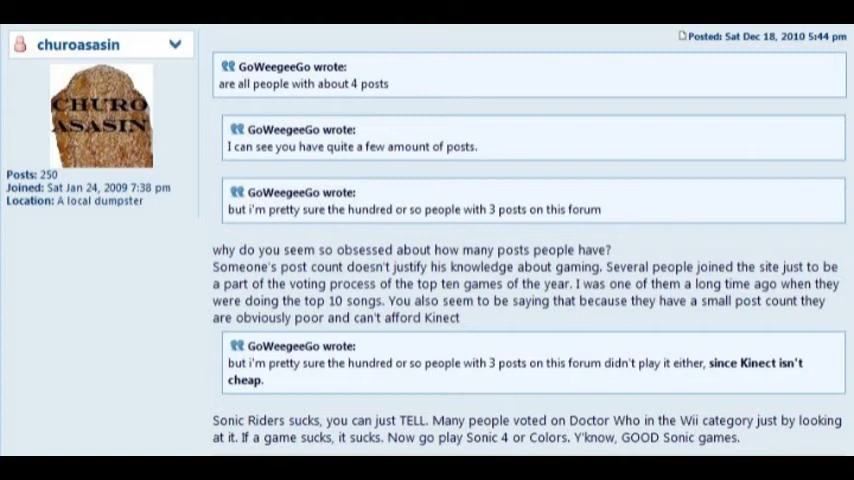 churoasasin
Posted: Sat Dec 18, 2010 5:44 pm
CHURO
ASASIN
Posts: 250
Joined: Sat Jan 24, 2009 7:38 pm
Location: A local dumpster
GoWeegeeGo wrote:
are all people with about 4 posts
GoWeegeeGo wrote:
I can see you have quite a few amount of posts.
GoWeegeeGo wrote:
but i'm pretty sure the hundred or so people with 3 posts on this forum
why do you seem so obsessed about how many posts people have?
Someone's post count doesn't justify his knowledge about gaming. Several people joined the site just to be
a part of the voting process of the top ten games of the year. I was one of them a long time ago when they
were doing the top 10 songs. You also seem to be saying that because they have a small post count they
are obviously poor and can't afford Kinect
GoWeegeeGo wrote:
but i'm pretty sure the hundred or so people with 3 posts on this forum didn't play it either, since Kinect isn't
cheap.
Sonic Riders sucks, you can just TELL. Many people voted on Doctor Who in the Wii category just by looking
at it. If a game sucks, it sucks. Now go play Sonic 4 or Colors. Y'know, GOOD Sonic games.